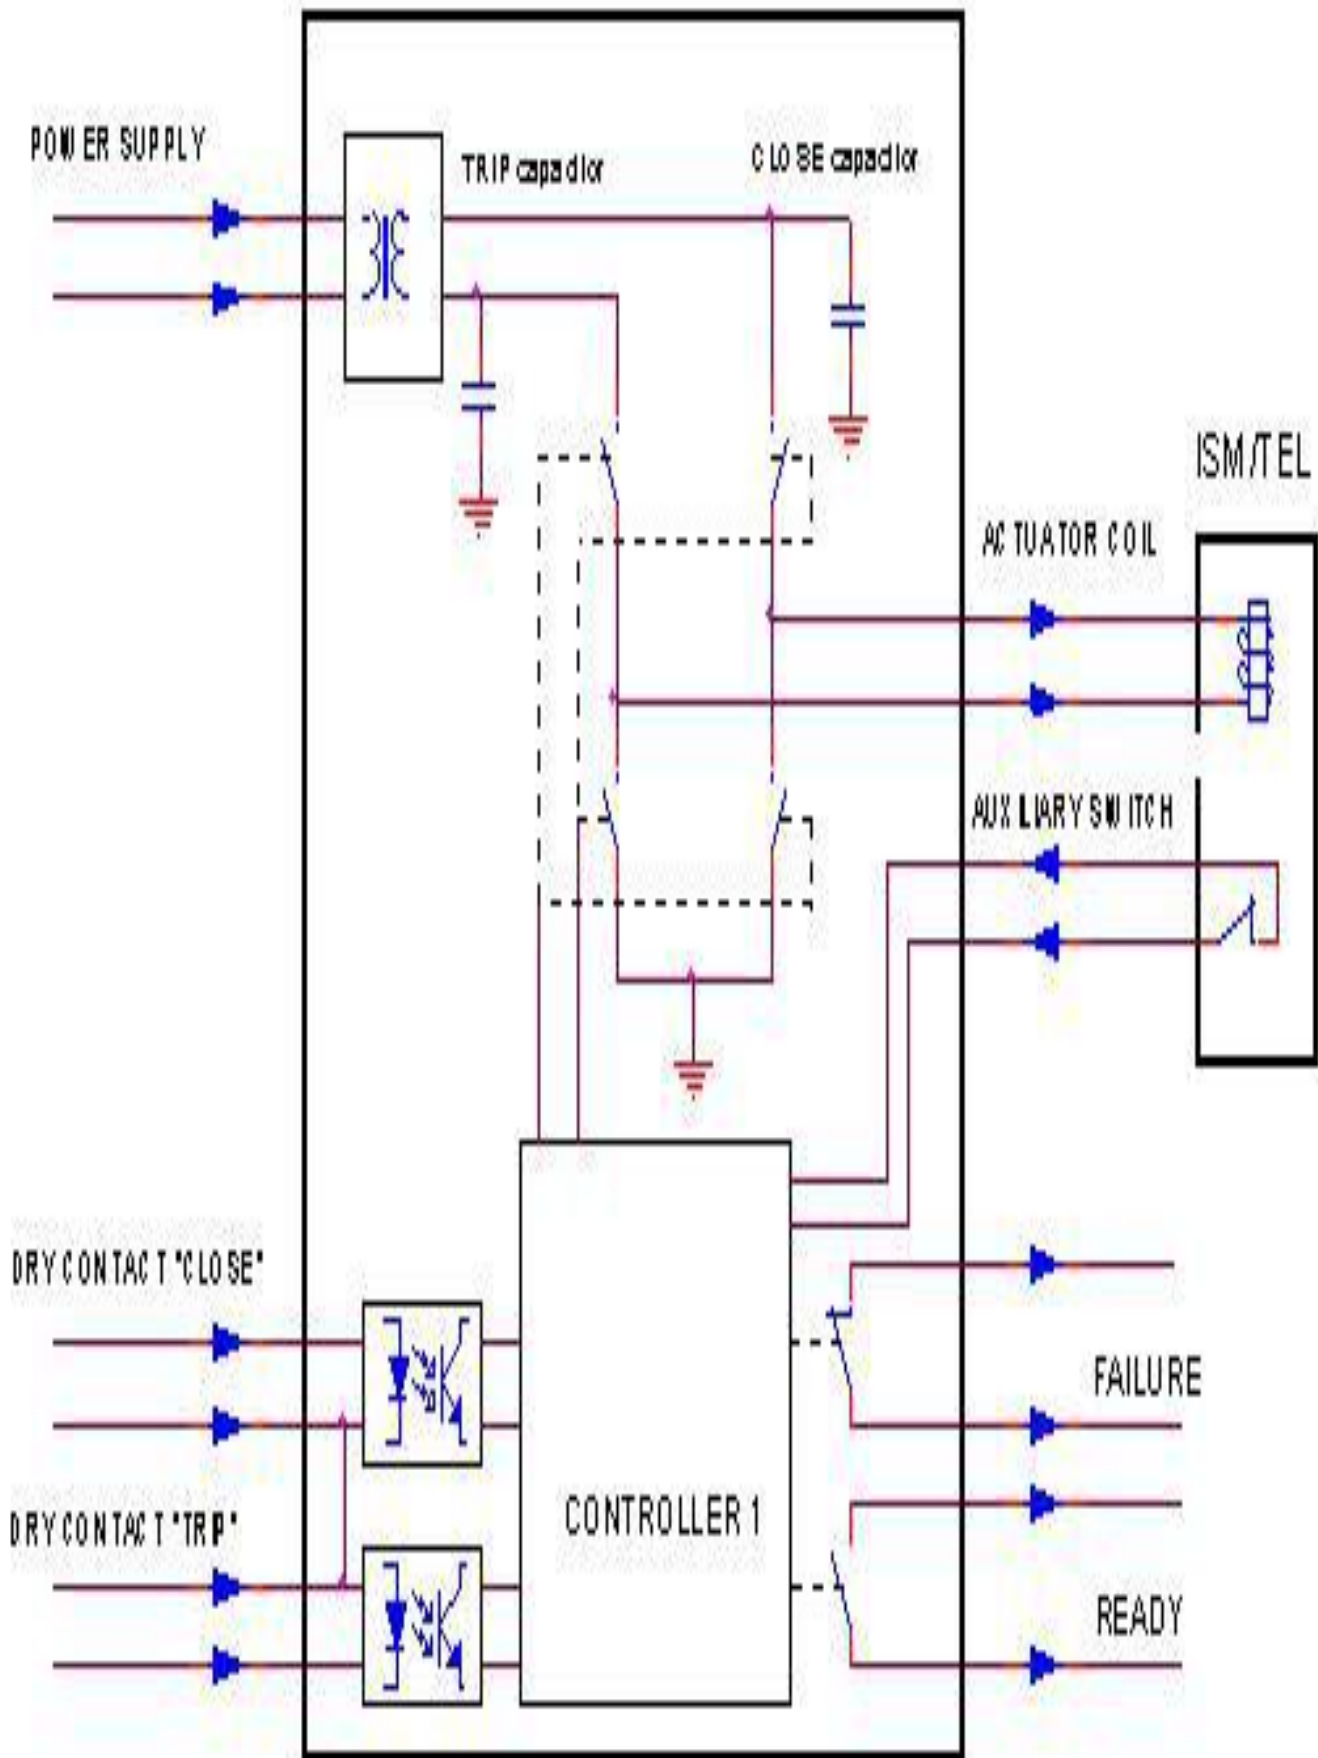 POWER SUPPLY
TRIP capacitor
CLOSE capacitor
ISM/TEL
ACTUATOR COIL
AUXILIARY SWITCH
DRY CONTACT "CLOSE"
FAILURE
CONTROLLER 1
DRY CONTACT "TRIP"
READY